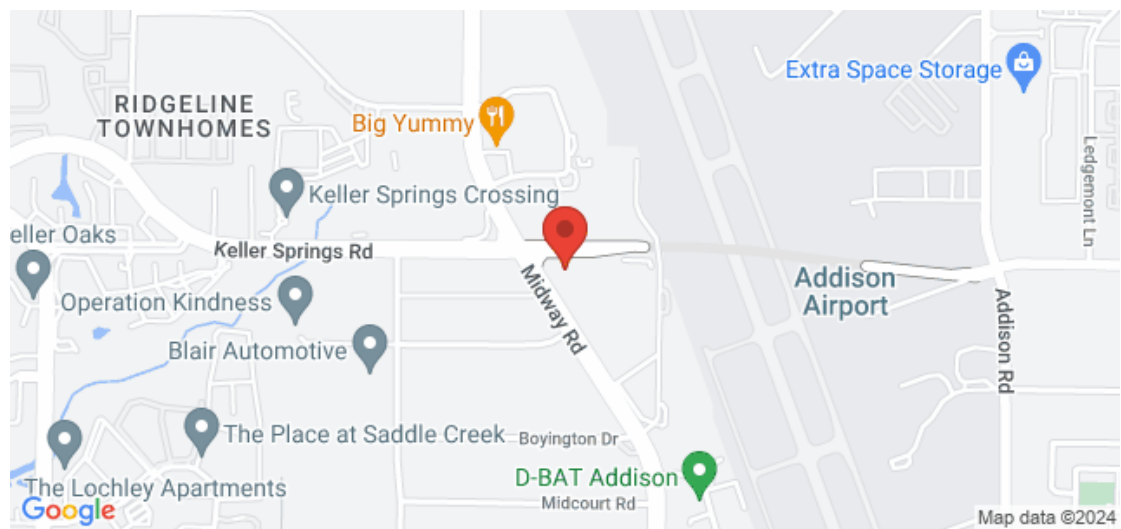 Extra Space Storage
RIDGELINE
TOWNHOMES
Big Yummy
Ledgemont Ln
Keller Springs Crossing
eller Oaks
Keller Springs Rd
Addison
Airport
Operation Kindness
Midway Rd
Addison Rd
Blair Automotive
The Place at Saddle Creek
Boyington Dr
D-BAT Addison
The Lochley Apartments
Midcourt Rd
Google
Map data ©2024